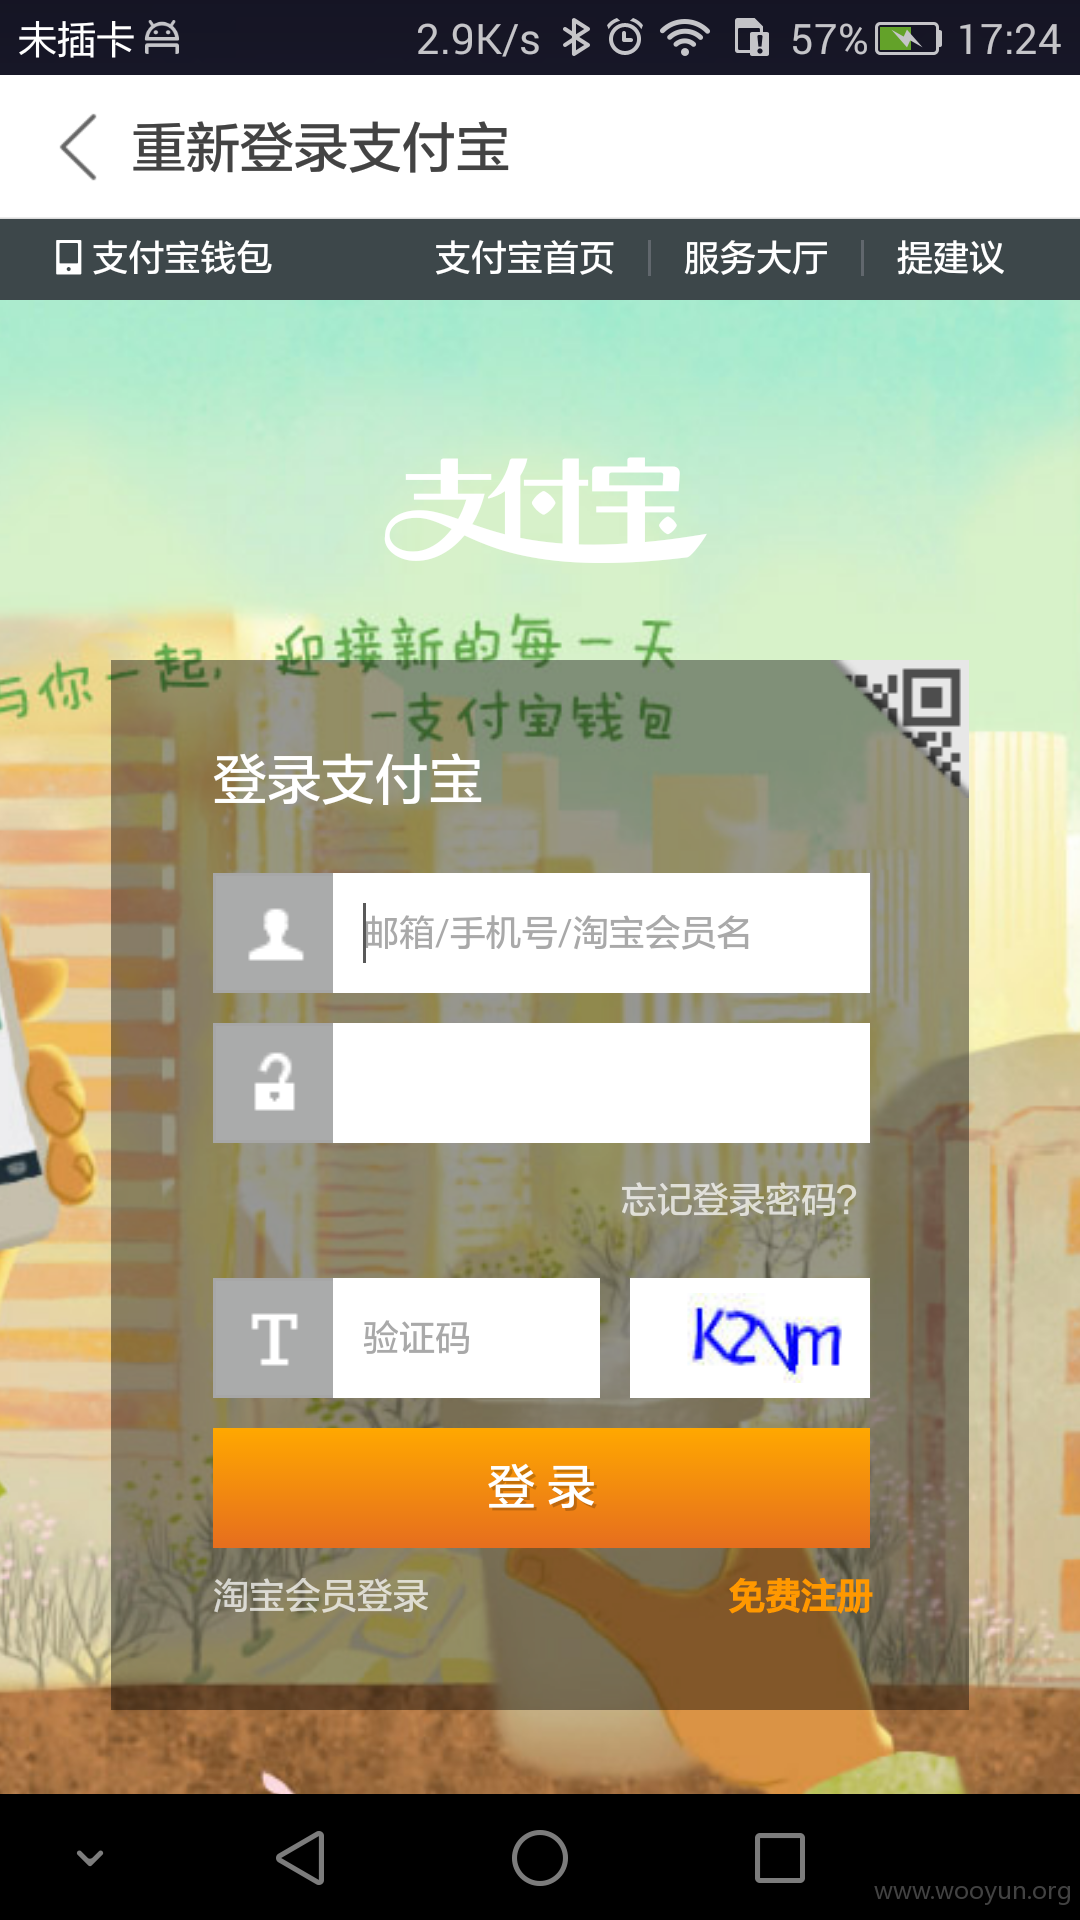 未插卡 2.9K/s 57% 17:24
重新登录支付宝
支付宝钱包 支付宝首页 服务大厅 提建议
支付宝
与你一起, 迎接新的每一天
-支付宝钱包
登录支付宝
邮箱/手机号/淘宝会员名
忘记登录密码?
T 验证码 K2Vm
登 录
淘宝会员登录 免费注册
www.wooyun.org